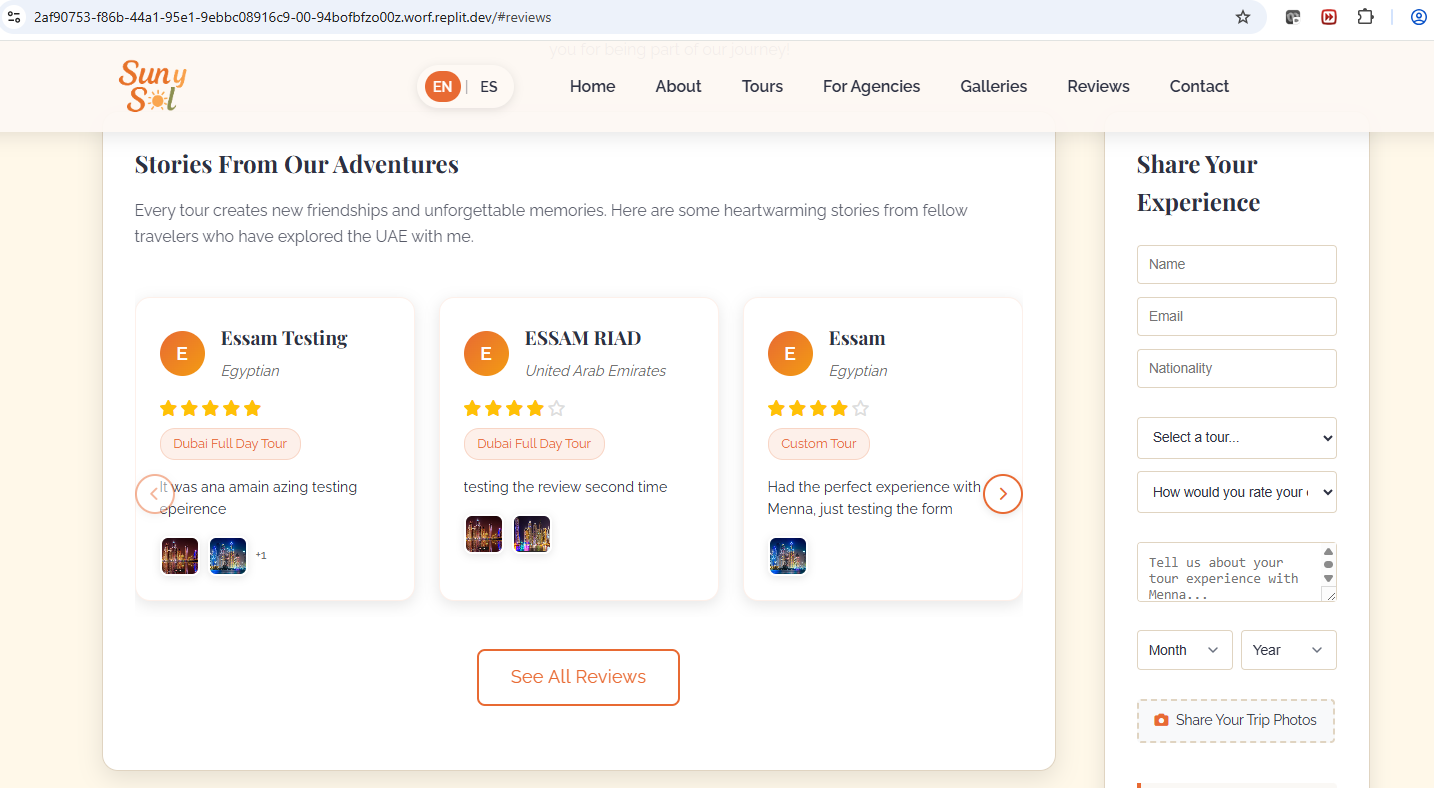 2af90753-f86b-44a1-95e1-9ebbc08916c9-00-94bofbfzo00z.worf.replit.dev/#reviews
you for being part of our journey!
Sun y
Sol
EN | ES
Home About Tours For Agencies Galleries Reviews Contact
Stories From Our Adventures
Every tour creates new friendships and unforgettable memories. Here are some heartwarming stories from fellow
travelers who have explored the UAE with me.
E
Essam Testing
Egyptian
Dubai Full Day Tour
It was ana amain azing testing
epeirence
+1
E
ESSAM RIAD
United Arab Emirates
Dubai Full Day Tour
testing the review second time
E
Essam
Egyptian
Custom Tour
Had the perfect experience with
Menna, just testing the form
See All Reviews
Share Your
Experience
Name
Email
Nationality
Select a tour...
How would you rate your
Tell us about your
tour experience with
Menna...
Month Year
Share Your Trip Photos